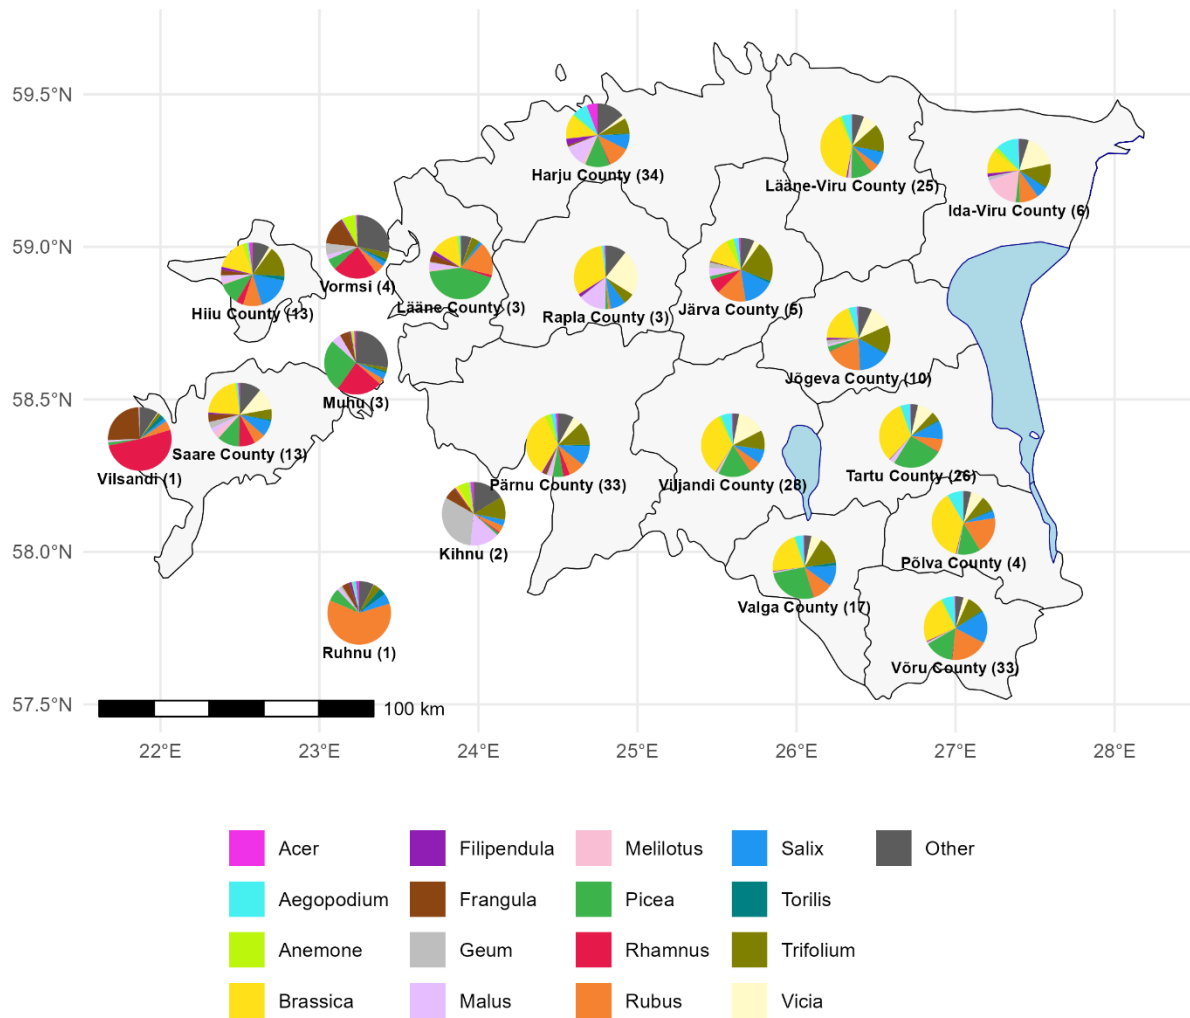 59.5°N
59.0°N
58.5°N
58.0°N
57.5°N
Harju County (34)
Lääne-Viru County (25)
Ida-Viru County (6)
Vormsi (4)
Hiiu County (13)
Lääne County (3)
Rapla County (3)
Järva County (5)
Jõgeva County (10)
Muhu (3)
Saare County (13)
Vilsandi (1)
Pärnu County (33)
Viljandi County (28)
Tartu County (26)
Kihnu (2)
Põlva County (4)
Valga County (17)
Ruhnu (1)
Võru County (33)
100 km
22°E 23°E 24°E 25°E 26°E 27°E 28°E
Acer Filipendula Melilotus Salix Other
Aegopodium Frangula Picea Torilis
Anemone Geum Rhamnus Trifolium
Brassica Malus Rubus Vicia